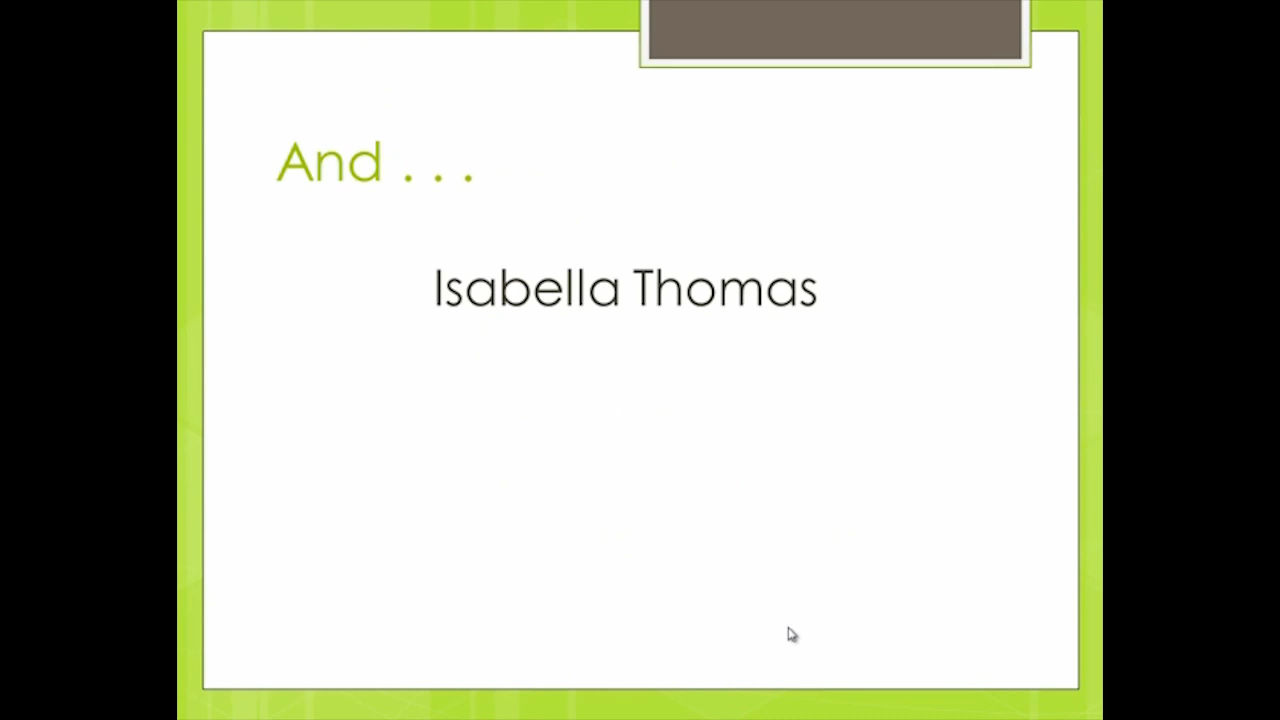 And . . .
Isabella Thomas